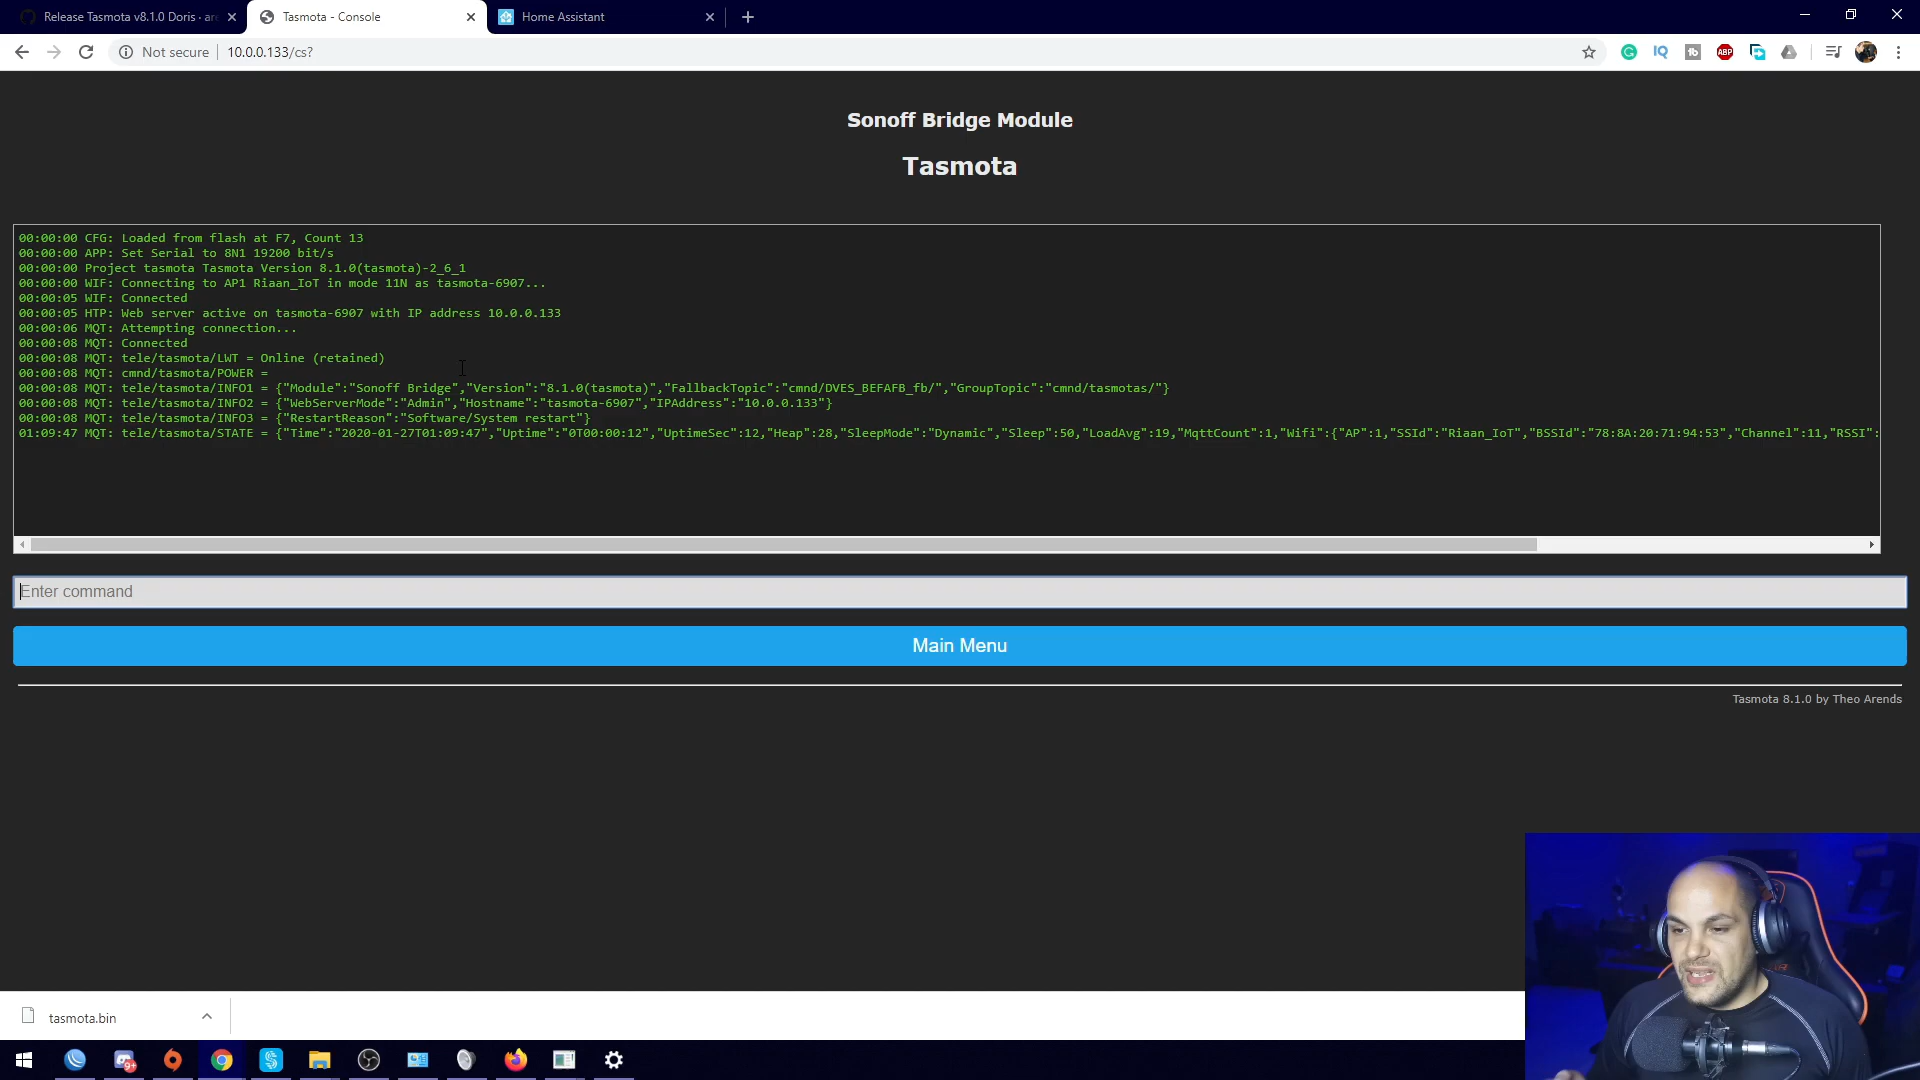 Release Tasmota v8.1.0 Doris · are
Tasmota - Console
Home Assistant
Not secure
10.0.0.133/cs?
Sonoff Bridge Module
Tasmota
00:00:00 CFG: Loaded from flash at F7, Count 13
00:00:00 APP: Set Serial to 8N1 19200 bit/s
00:00:00 Project tasmota Tasmota Version 8.1.0(tasmota)-2_6_1
00:00:00 WIF: Connecting to AP1 Riaan_IoT in mode 11N as tasmota-6907...
00:00:05 WIF: Connected
00:00:05 HTP: Web server active on tasmota-6907 with IP address 10.0.0.133
00:00:06 MQT: Attempting connection...
00:00:08 MQT: Connected
00:00:08 MQT: tele/tasmota/LWT = Online (retained)
00:00:08 MQT: cmnd/tasmota/POWER =
00:00:08 MQT: tele/tasmota/INFO1 = {"Module":"Sonoff Bridge","Version":"8.1.0(tasmota)","FallbackTopic":"cmnd/DVES_BEFAFB_fb/","GroupTopic":"cmnd/tasmotas/"}
00:00:08 MQT: tele/tasmota/INFO2 = {"WebServerMode":"Admin","Hostname":"tasmota-6907","IPAddress":"10.0.0.133"}
00:00:08 MQT: tele/tasmota/INFO3 = {"RestartReason":"Software/System restart"}
01:09:47 MQT: tele/tasmota/STATE = {"Time":"2020-01-27T01:09:47","Uptime":"0T00:00:12","UptimeSec":12,"Heap":28,"SleepMode":"Dynamic","Sleep":50,"LoadAvg":19,"MqttCount":1,"Wifi":{"AP":1,"SSId":"Riaan_IoT","BSSId":"78:8A:20:71:94:53","Channel":11,"RSSI":
Enter command
Main Menu
Tasmota 8.1.0 by Theo Arends
tasmota.bin